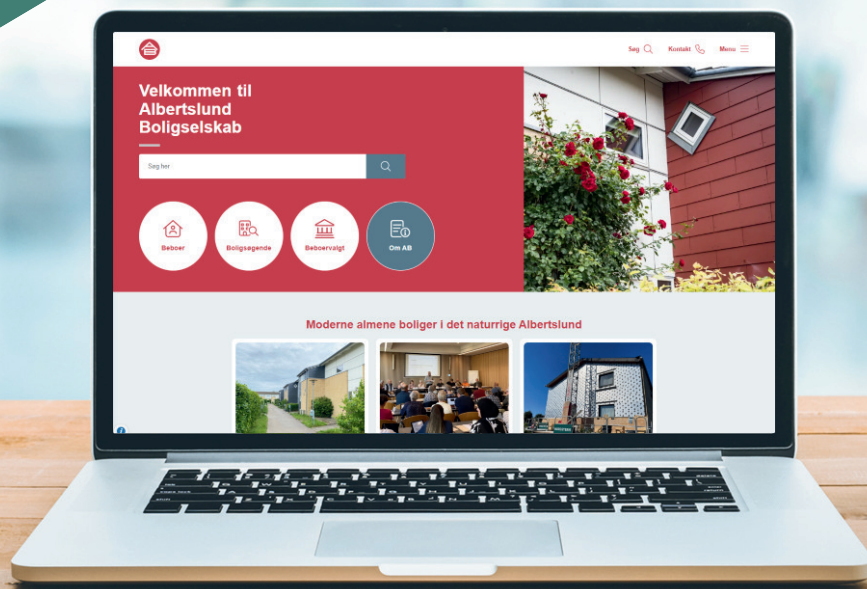 Søg
Kontakt
Menu
Velkommen til
Albertslund
Boligselskab
Søg her
Beboer
Boligsøgende
Beboervalgt
Om AB
Moderne almene boliger i det naturrige Albertslund